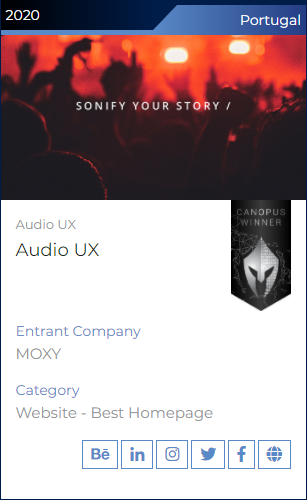 2020
Portugal
SONIFY YOUR STORY /
Audio UX
CANOPUS
WINNER
Audio UX
Entrant Company
MOXY
Category
Website - Best Homepage
Bē
in
f